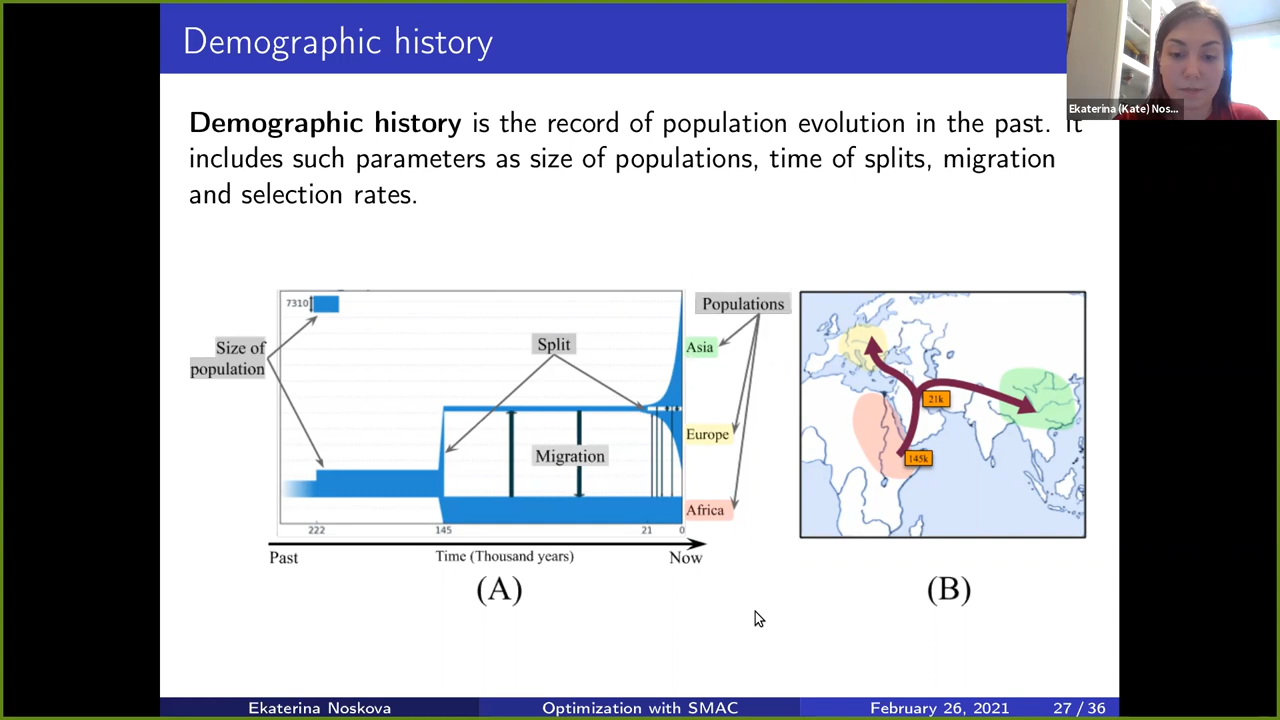 Demographic history
Ekaterina (Kate) Nos...
Demographic history is the record of population evolution in the past. It
includes such parameters as size of populations, time of splits, migration
and selection rates.
7310
Size of
population
Split
Migration
Populations
Asia
Europe
Africa
222
145
21
0
Past
Time (Thousand years)
Now
(A)
21k
145k
(B)
Ekaterina Noskova
Optimization with SMAC
February 26, 2021
27 / 36